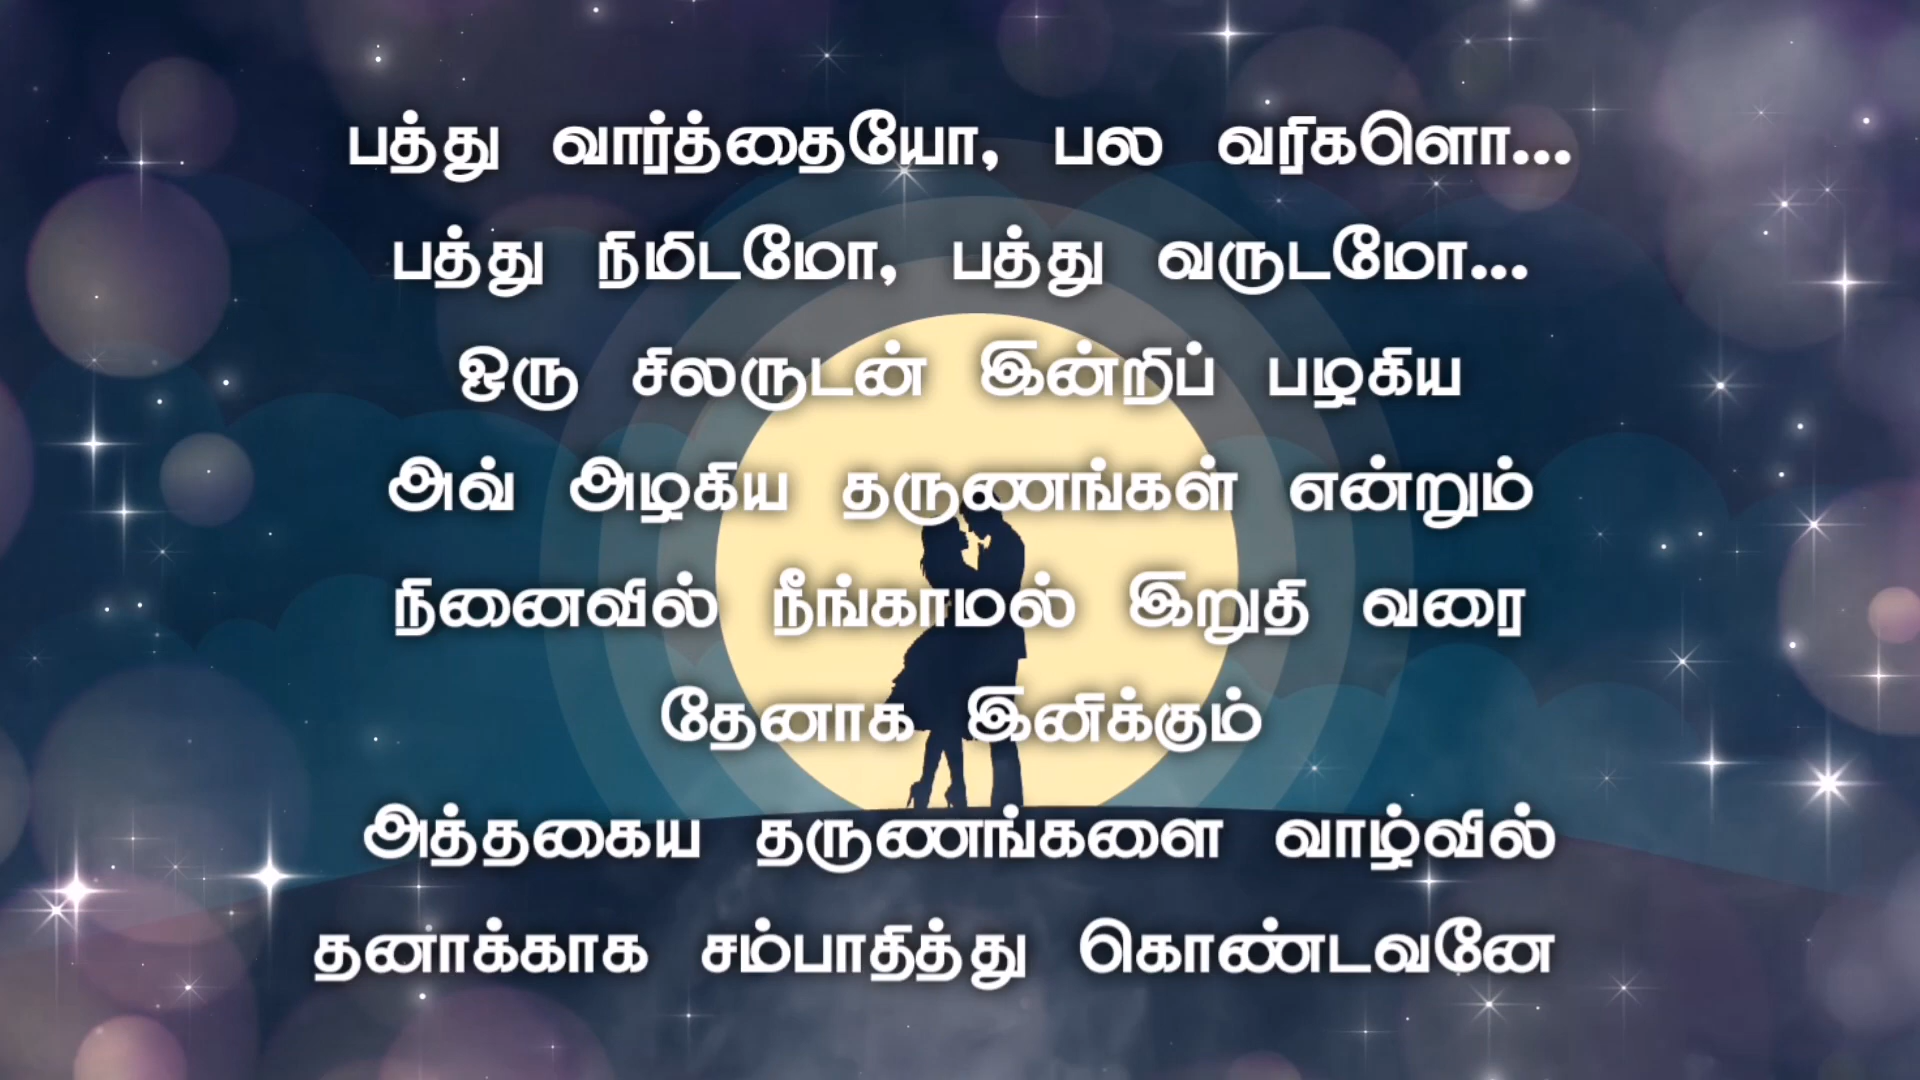 பத்து வார்த்தையோ, பல வரிகளொ...
பத்து நிமிடமோ, பத்து வருடமோ...
ஒரு சிலருடன் இன்றிப் பழகிய
அவ் அழகிய தருணங்கள் என்றும்
நினைவில் நீங்காமல் இறுதி வரை
தேனாக இனிக்கும்
அத்தகைய தருணங்களை வாழ்வில்
தனாக்காக சம்பாதித்து கொண்டவனே